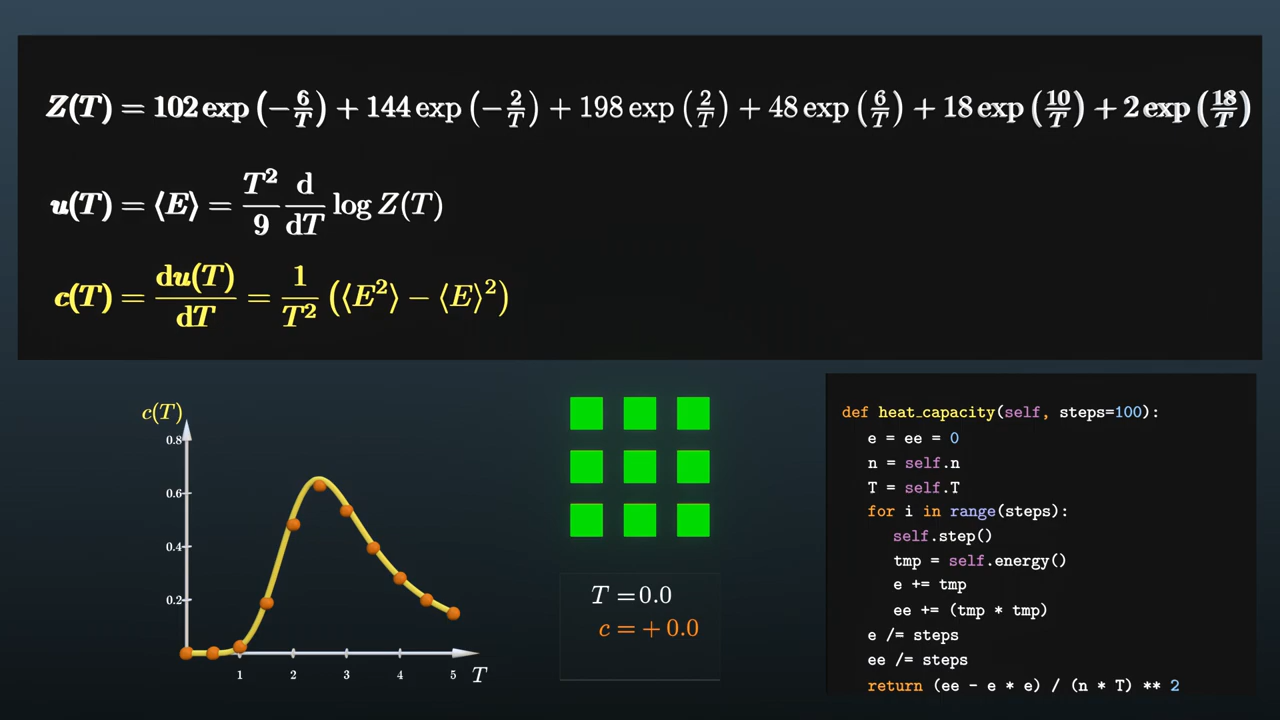 Z(T) = 102 exp (−6/T) + 144 exp (−2/T) + 198 exp (2/T) + 48 exp (6/T) + 18 exp (10/T) + 2 exp (18/T)
u(T) = ⟨E⟩ = T²/9 d/dT log Z(T)
c(T) = du(T)/dT = 1/T² (⟨E²⟩ − ⟨E⟩²)
c(T)
0.8
0.6
0.4
0.2
1 2 3 4 5 T
T = 0.0
c = + 0.0
def heat_capacity(self, steps=100):
e = ee = 0
n = self.n
T = self.T
for i in range(steps):
self.step()
tmp = self.energy()
e += tmp
ee += (tmp * tmp)
e /= steps
ee /= steps
return (ee - e * e) / (n * T) ** 2